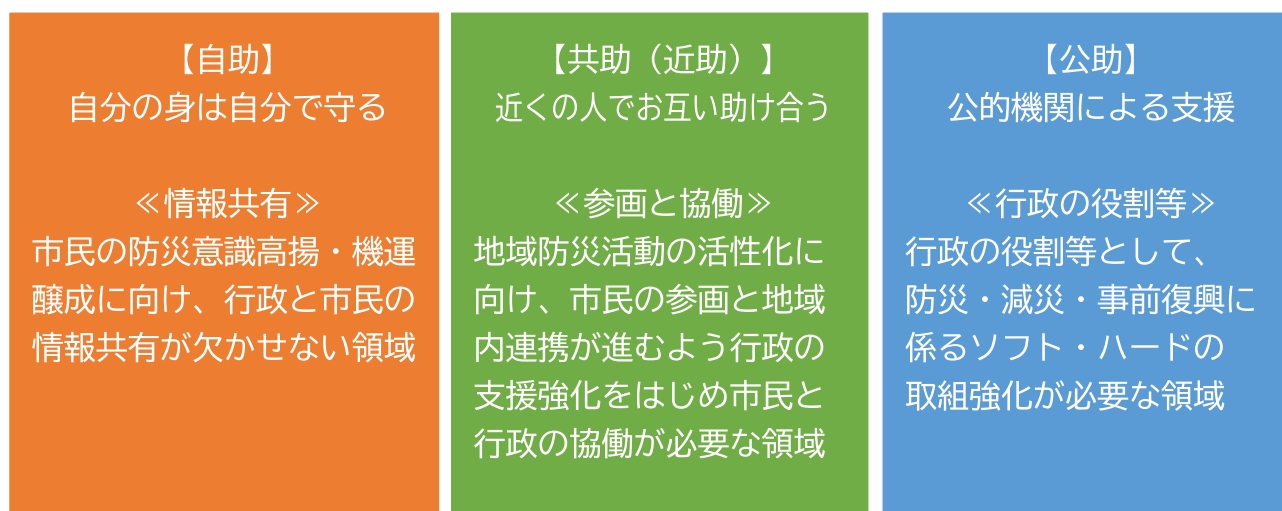 【自助】
自分の身は自分で守る
≪情報共有≫
市民の防災意識高揚・機運
醸成に向け、行政と市民の
情報共有が欠かせない領域
【共助（近助）】
近くの人でお互い助け合う
≪参画と協働≫
地域防災活動の活性化に
向け、市民の参画と地域
内連携が進むよう行政の
支援強化をはじめ市民と
行政の協働が必要な領域
【公助】
公的機関による支援
≪行政の役割等≫
行政の役割等として、
防災・減災・事前復興に
係るソフト・ハードの
取組強化が必要な領域